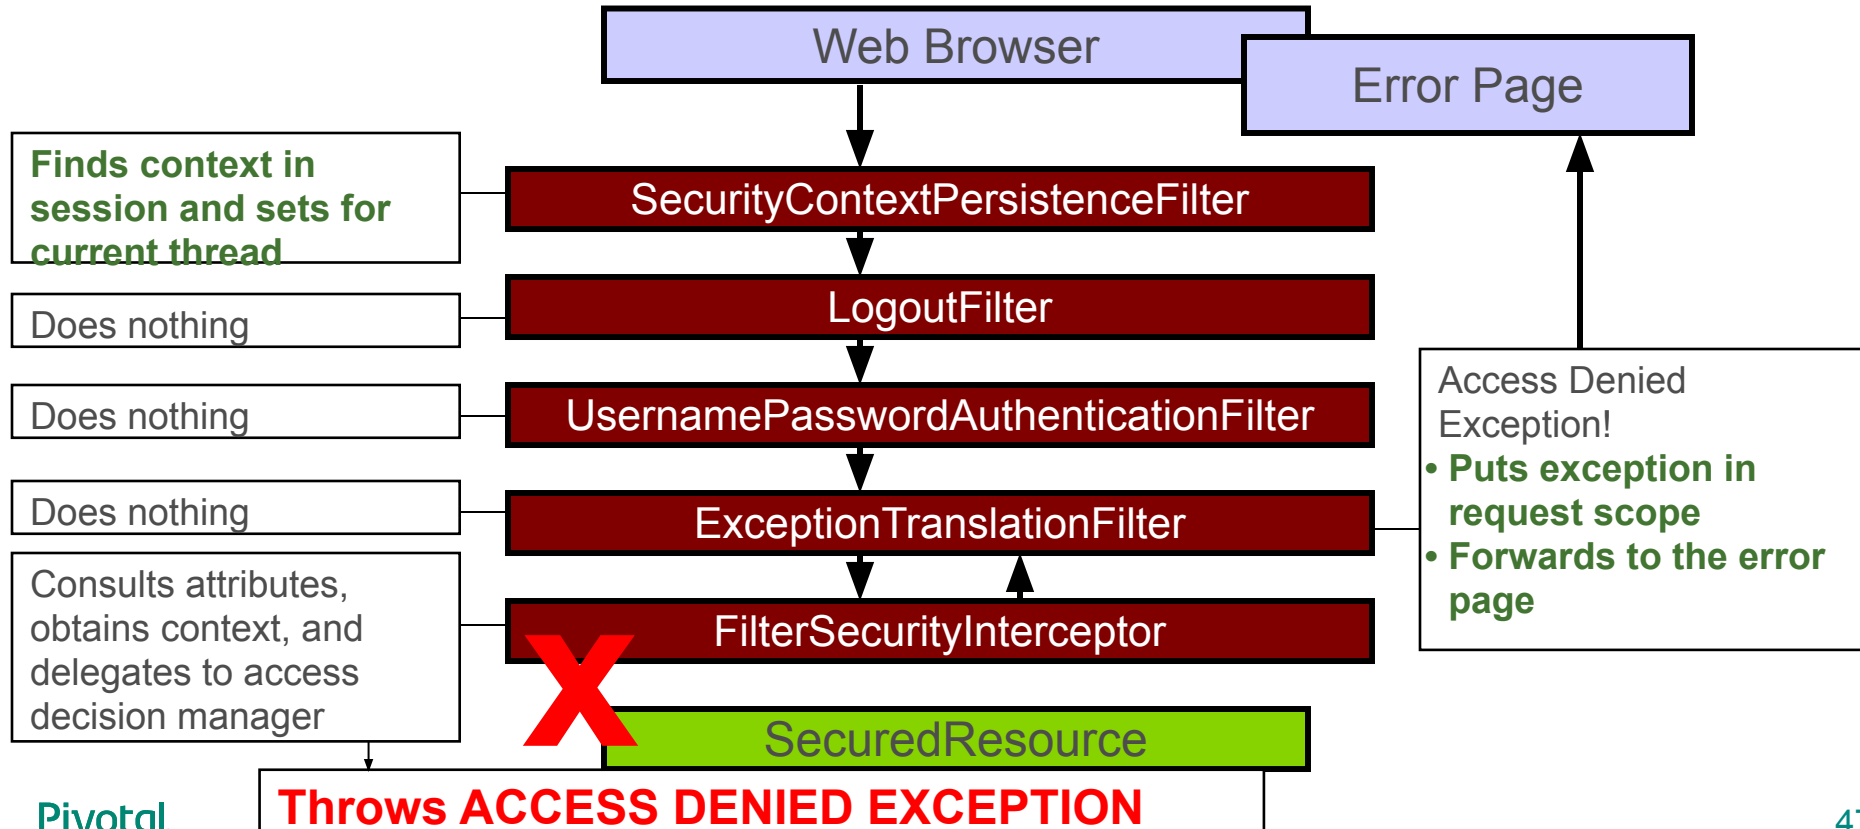 Web Browser
Error Page
Finds context in
session and sets for
current thread
SecurityContextPersistenceFilter
Does nothing
LogoutFilter
Does nothing
UsernamePasswordAuthenticationFilter
Does nothing
ExceptionTranslationFilter
Access Denied
Exception!
• Puts exception in
request scope
• Forwards to the error
page
Consults attributes,
obtains context, and
delegates to access
decision manager
FilterSecurityInterceptor
X
SecuredResource
Throws ACCESS DENIED EXCEPTION
Pivotal
47